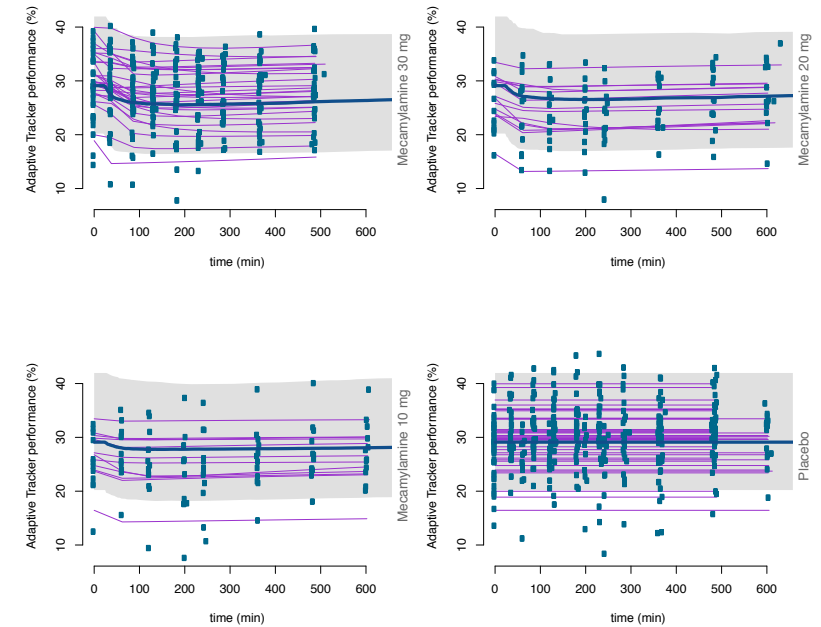 Adaptive Tracker performance (%)
40
30
20
10
0 100 200 300 400 500 600
time (min)
Mecamylamine 30 mg
Adaptive Tracker performance (%)
40
30
20
10
0 100 200 300 400 500 600
time (min)
Mecamylamine 20 mg
Adaptive Tracker performance (%)
40
30
20
10
0 100 200 300 400 500 600
time (min)
Mecamylamine 10 mg
Adaptive Tracker performance (%)
40
30
20
10
0 100 200 300 400 500 600
time (min)
Placebo